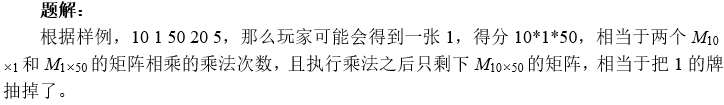 题解：
根据样例，10 1 50 20 5，那么玩家可能会得到一张 1，得分 10*1*50，相当于两个 M10
×1 和 M1×50 的矩阵相乘的乘法次数，且执行乘法之后只剩下 M10×50 的矩阵，相当于把 1 的牌
抽掉了。